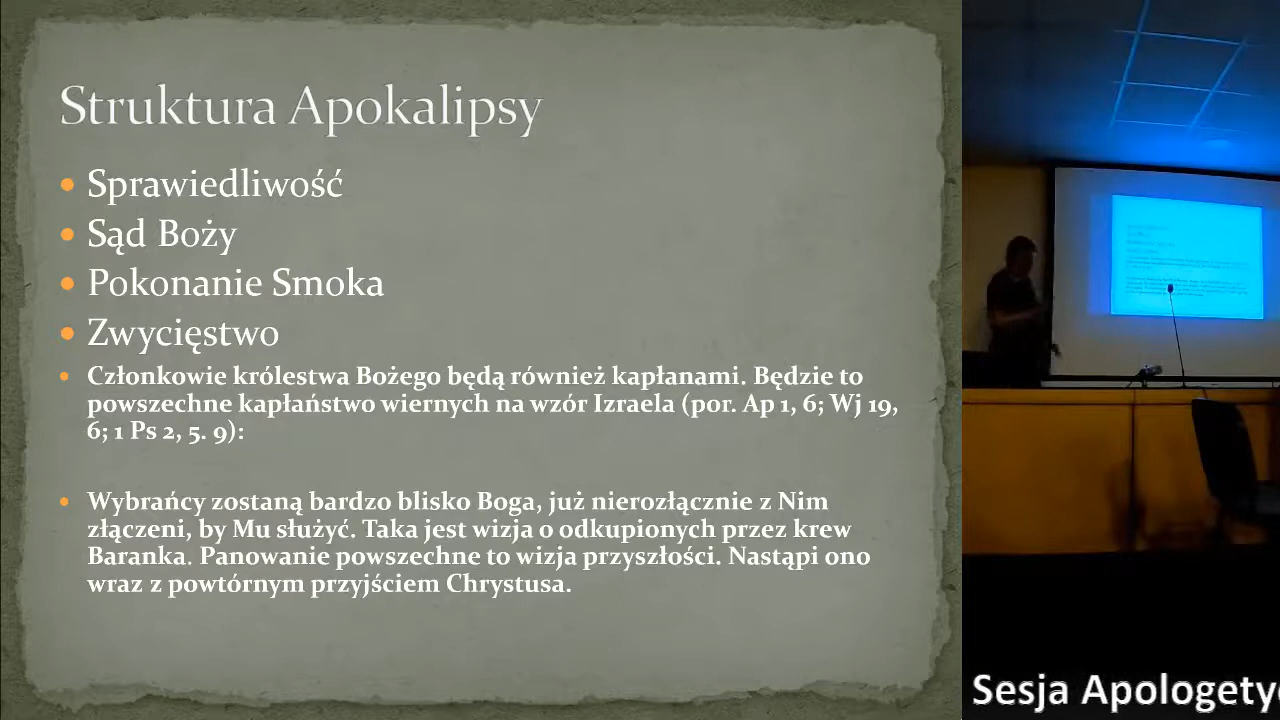 Struktura Apokalipsy
Sprawiedliwość
Sąd Boży
Pokonanie Smoka
Zwycięstwo
Członkowie królestwa Bożego będą również kapłanami. Będzie to
powszechne kapłaństwo wiernych na wzór Izraela (por. Ap 1, 6; Wj 19,
6; 1 Ps 2, 5. 9):
Wybrańcy zostaną bardzo blisko Boga, już nierozłącznie z Nim
złączeni, by Mu służyć. Taka jest wizja o odkupionych przez krew
Baranka. Panowanie powszechne to wizja przyszłości. Nastąpi ono
wraz z powtórnym przyjściem Chrystusa.
Sesja